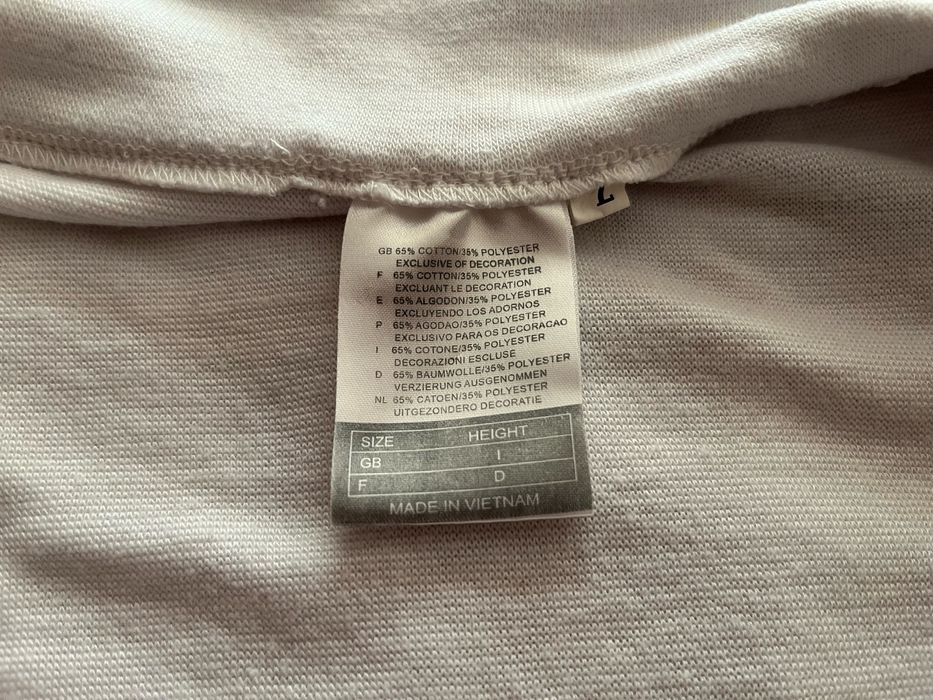 L
GB 65% COTTON/35% POLYESTER
EXCLUSIVE OF DECORATION
F 65% COTTON/35% POLYESTER
EXCLUANT LE DECORATION
E 65% ALGODON/35% POLYESTER
EXCLUYENDO LOS ADORNOS
P 65% AGODAO/35% POLYESTER
EXCLUSIVO PARA OS DECORACAO
I 65% COTONE/35% POLYESTER
DECORAZIONI ESCLUSE
D 65% BAUMWOLLE/35% POLYESTER
VERZIERUNG AUSGENOMMEN
NL 65% CATOEN/35% POLYESTER
UITGEZONDERO DECORATIE
SIZE HEIGHT
GB I
F D
MADE IN VIETNAM